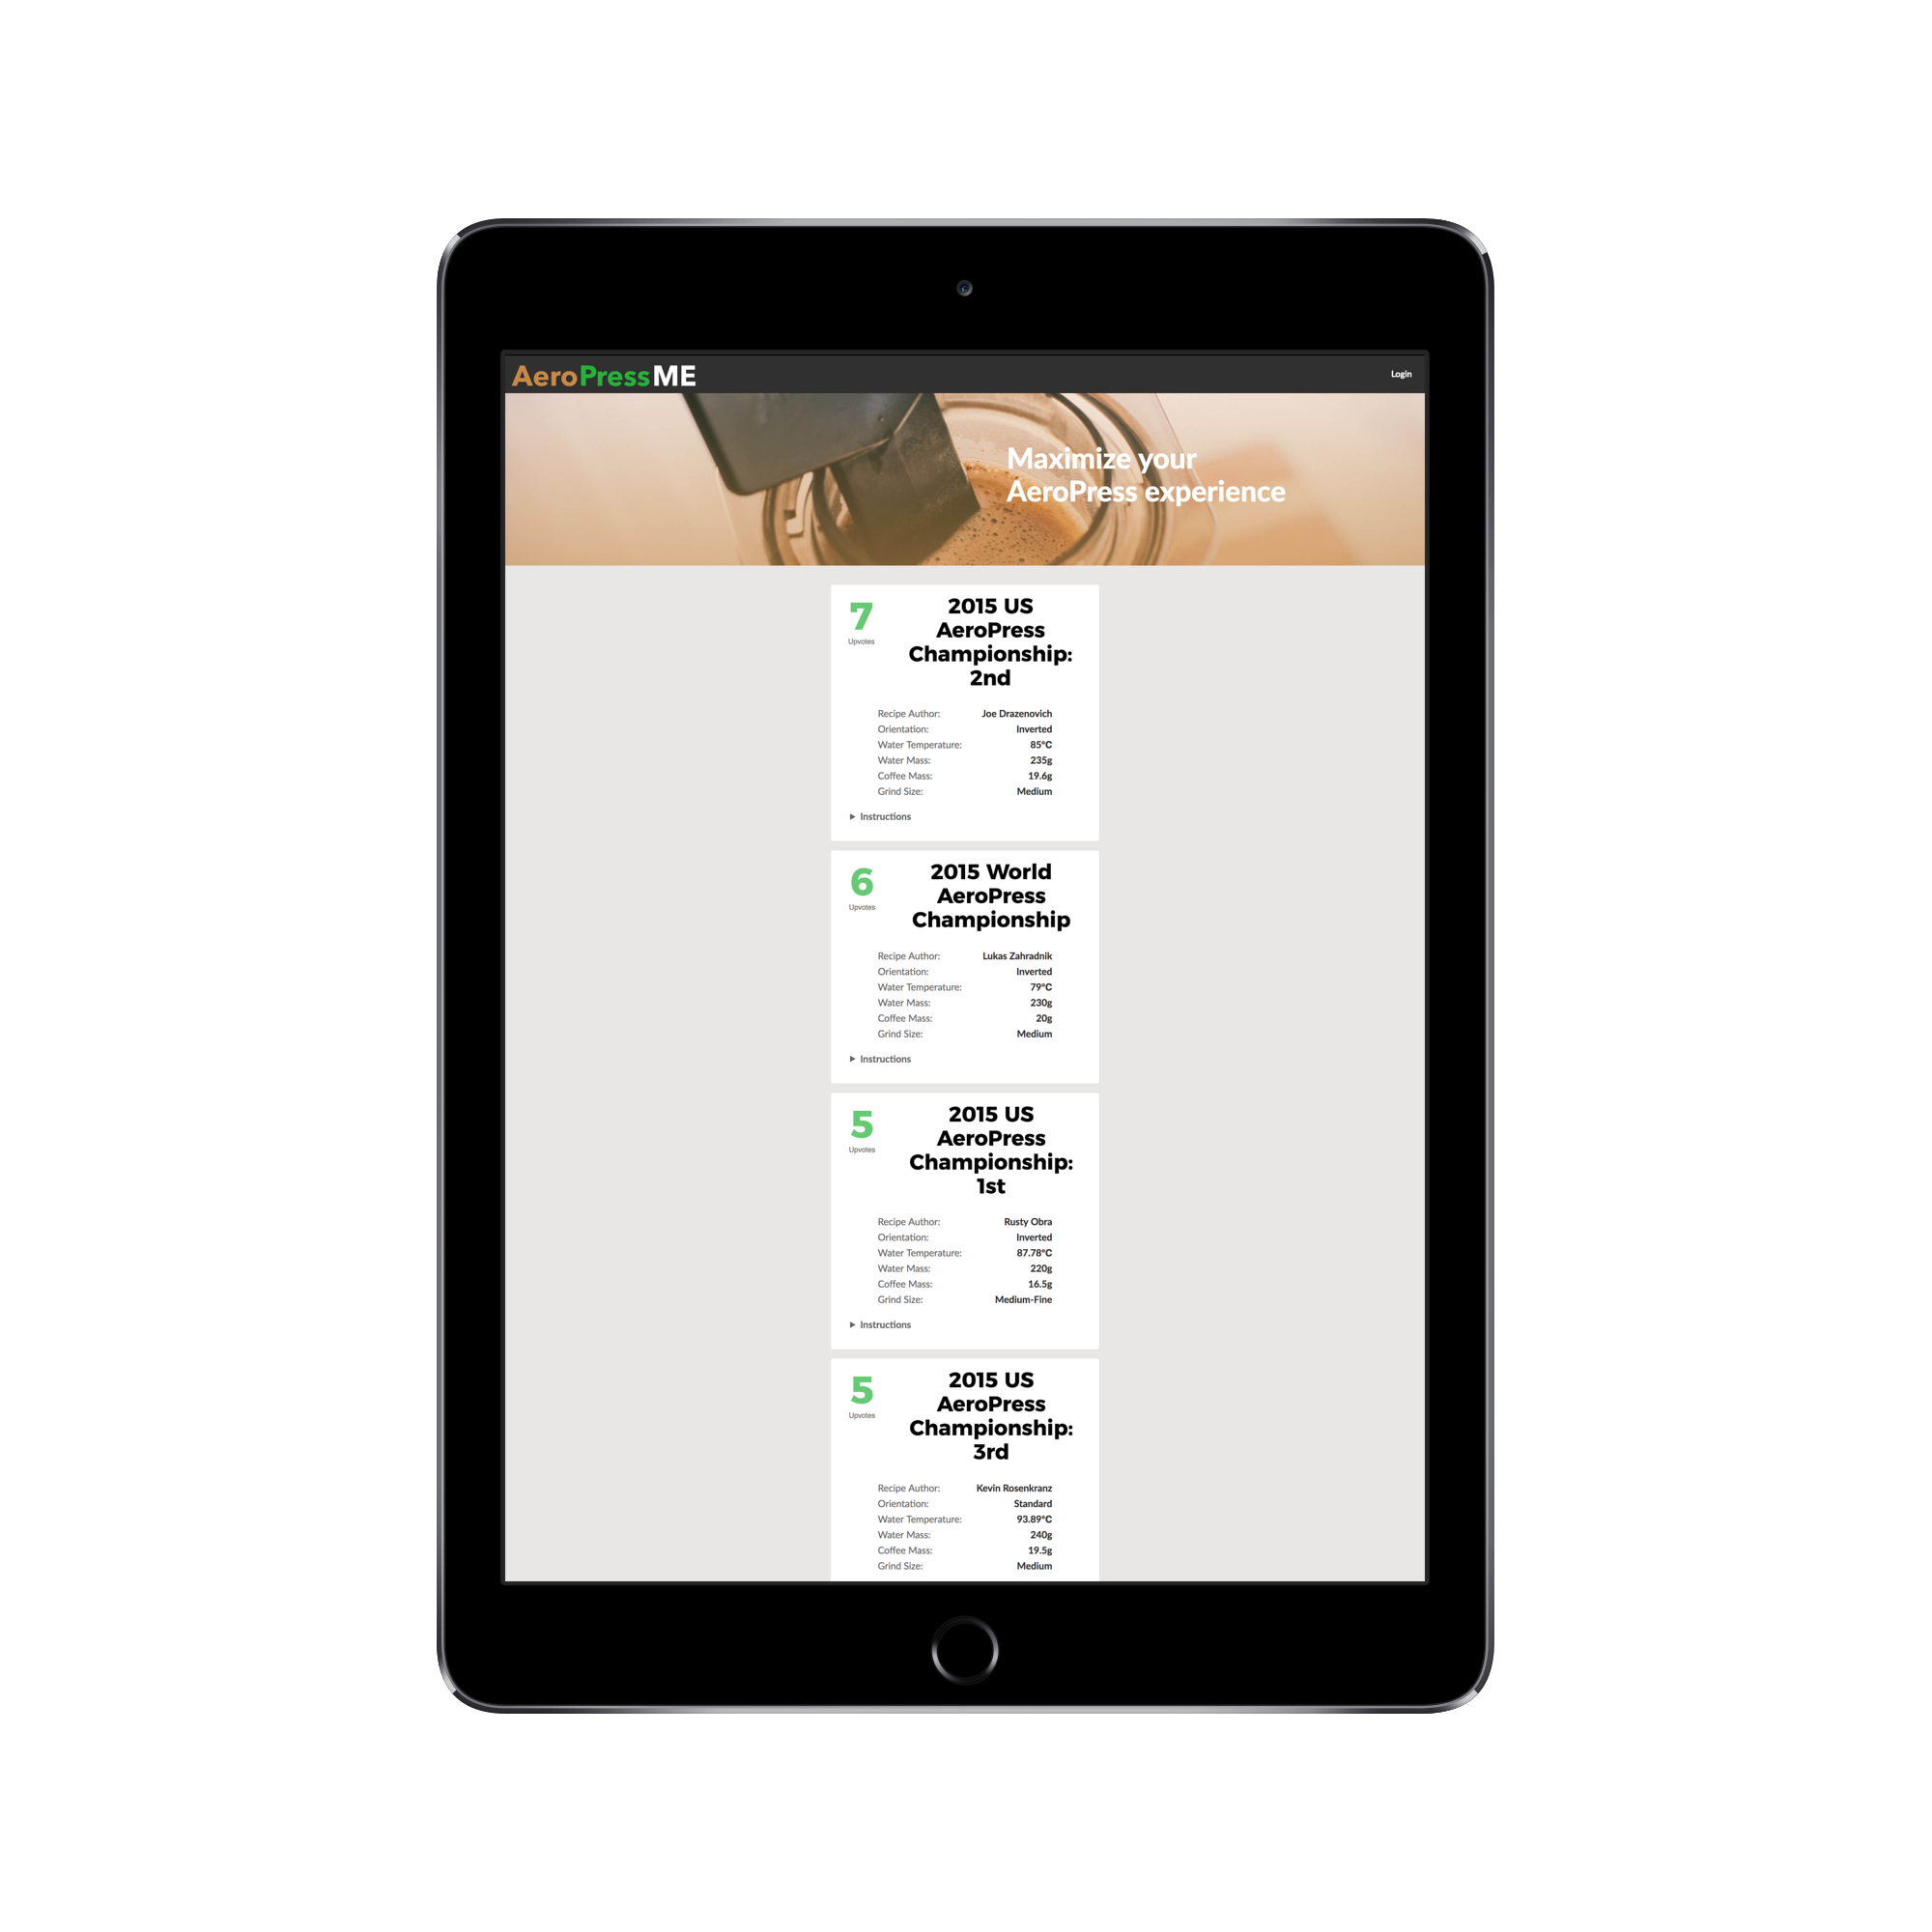 AeroPressME
Login
Maximize your
AeroPress experience
7
Upvotes
2015 US
AeroPress
Championship:
2nd
Recipe Author: Joe Drazenovich
Orientation: Inverted
Water Temperature: 85°C
Water Mass: 235g
Coffee Mass: 19.6g
Grind Size: Medium
▶ Instructions
6
Upvotes
2015 World
AeroPress
Championship
Recipe Author: Lukas Zahradnik
Orientation: Inverted
Water Temperature: 79°C
Water Mass: 230g
Coffee Mass: 20g
Grind Size: Medium
▶ Instructions
5
Upvotes
2015 US
AeroPress
Championship:
1st
Recipe Author: Rusty Obra
Orientation: Inverted
Water Temperature: 87.78°C
Water Mass: 220g
Coffee Mass: 16.5g
Grind Size: Medium-Fine
▶ Instructions
5
Upvotes
2015 US
AeroPress
Championship:
3rd
Recipe Author: Kevin Rosenkranz
Orientation: Standard
Water Temperature: 93.89°C
Water Mass: 240g
Coffee Mass: 19.5g
Grind Size: Medium